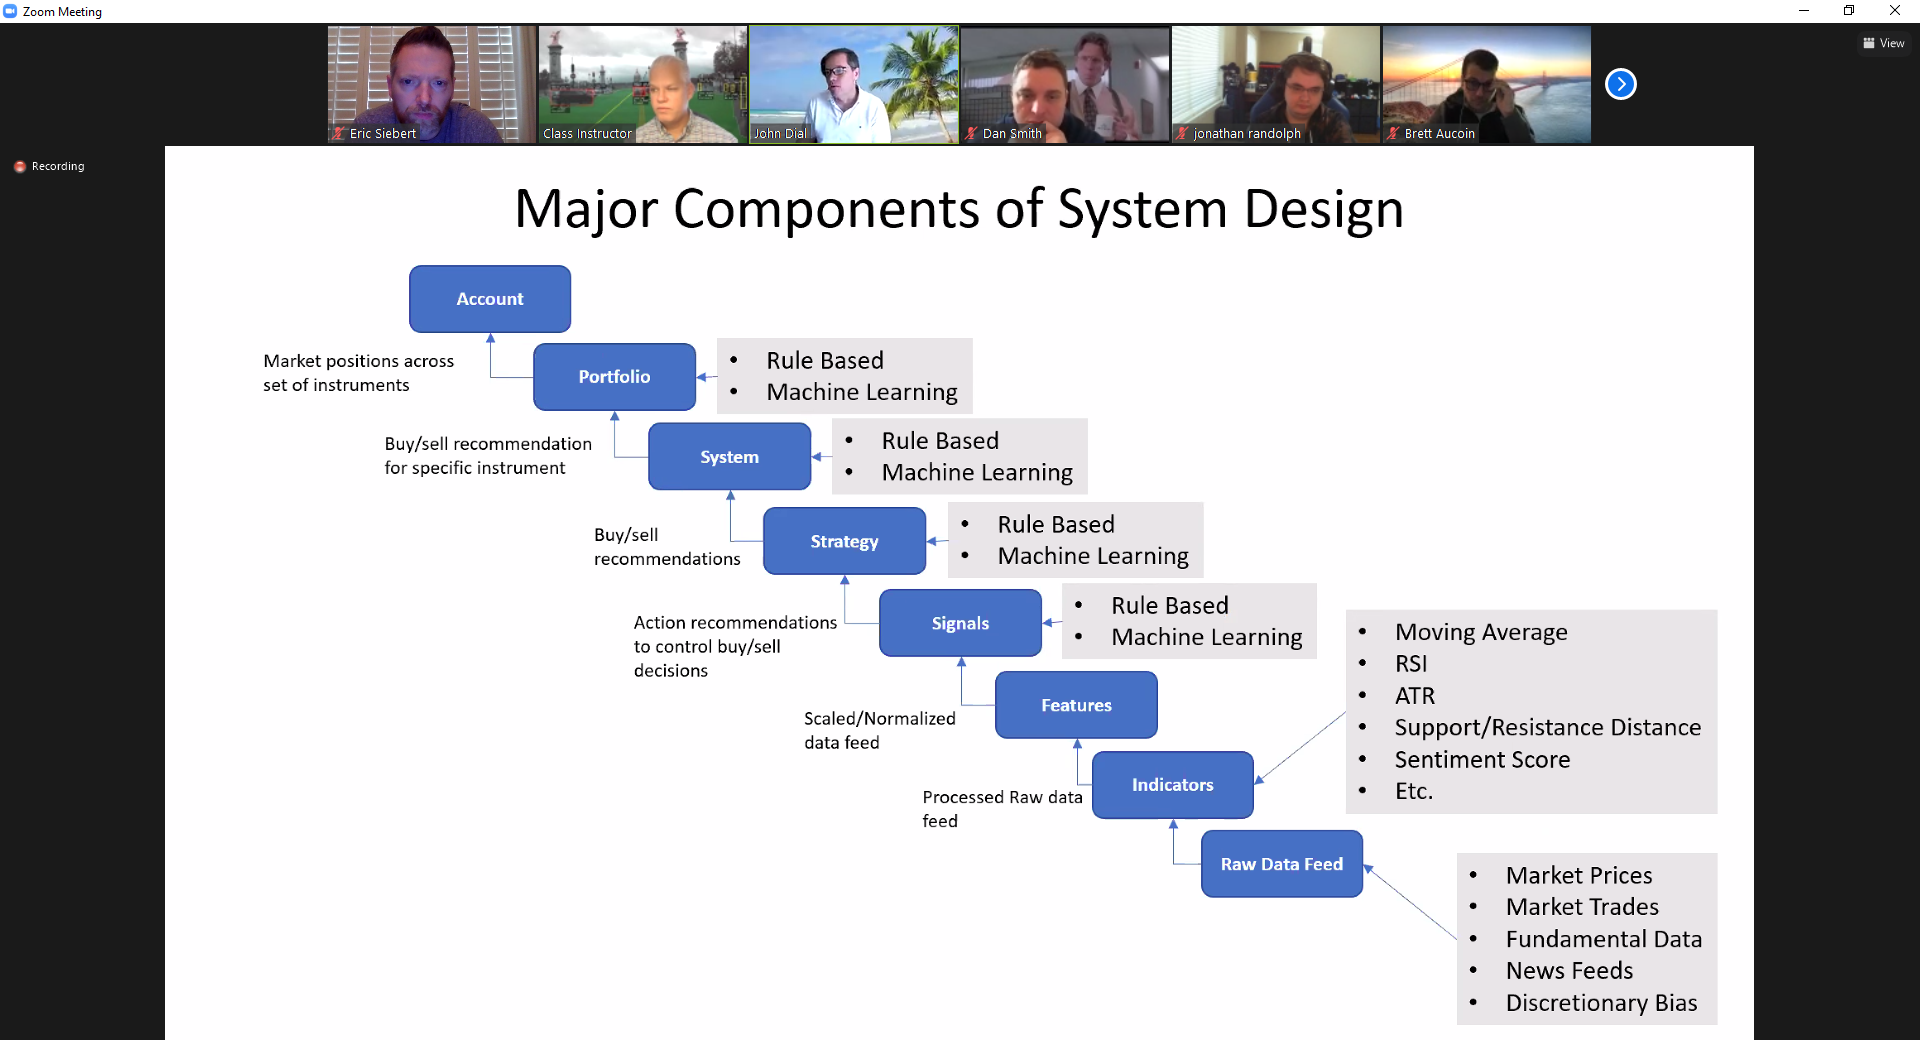 Zoom Meeting
View
Eric Siebert
Class Instructor
John Dial
Dan Smith
jonathan randolph
Brett Aucoin
Recording
Major Components of System Design
Account
Market positions across
set of instruments
Portfolio
• Rule Based
• Machine Learning
Buy/sell recommendation
for specific instrument
System
• Rule Based
• Machine Learning
Buy/sell
recommendations
Strategy
• Rule Based
• Machine Learning
Action recommendations
to control buy/sell
decisions
Signals
• Rule Based
• Machine Learning
Scaled/Normalized
data feed
Features
• Moving Average
• RSI
• ATR
• Support/Resistance Distance
• Sentiment Score
• Etc.
Processed Raw data
feed
Indicators
Raw Data Feed
• Market Prices
• Market Trades
• Fundamental Data
• News Feeds
• Discretionary Bias